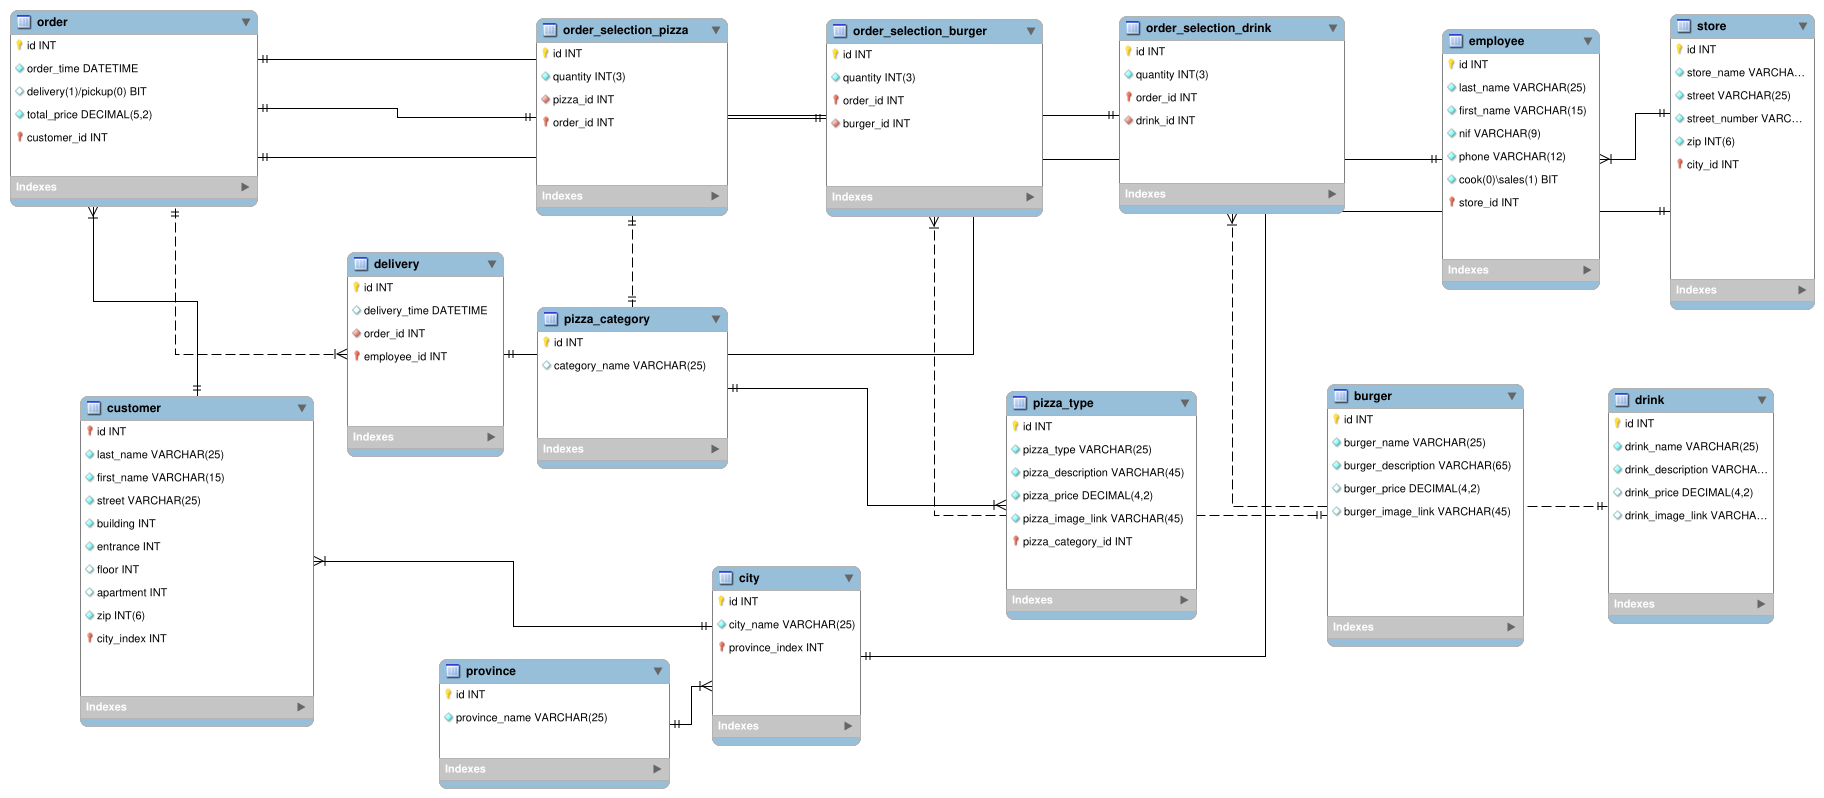 order
id INT
order_time DATETIME
delivery(1)/pickup(0) BIT
total_price DECIMAL(5,2)
customer_id INT
Indexes
order_selection_pizza
id INT
quantity INT(3)
pizza_id INT
order_id INT
Indexes
order_selection_burger
id INT
quantity INT(3)
order_id INT
burger_id INT
Indexes
order_selection_drink
id INT
quantity INT(3)
order_id INT
drink_id INT
Indexes
employee
id INT
last_name VARCHAR(25)
first_name VARCHAR(15)
nif VARCHAR(9)
phone VARCHAR(12)
cook(0)\sales(1) BIT
store_id INT
Indexes
store
id INT
store_name VARCHA...
street VARCHAR(25)
street_number VARC...
zip INT(6)
city_id INT
Indexes
delivery
id INT
delivery_time DATETIME
order_id INT
employee_id INT
Indexes
pizza_category
id INT
category_name VARCHAR(25)
Indexes
customer
id INT
last_name VARCHAR(25)
first_name VARCHAR(15)
street VARCHAR(25)
building INT
entrance INT
floor INT
apartment INT
zip INT(6)
city_index INT
Indexes
pizza_type
id INT
pizza_type VARCHAR(25)
pizza_description VARCHAR(45)
pizza_price DECIMAL(4,2)
pizza_image_link VARCHAR(45)
pizza_category_id INT
Indexes
burger
id INT
burger_name VARCHAR(25)
burger_description VARCHAR(65)
burger_price DECIMAL(4,2)
burger_image_link VARCHAR(45)
Indexes
drink
id INT
drink_name VARCHAR(25)
drink_description VARCHA...
drink_price DECIMAL(4,2)
drink_image_link VARCHA...
Indexes
city
id INT
city_name VARCHAR(25)
province_index INT
Indexes
province
id INT
province_name VARCHAR(25)
Indexes